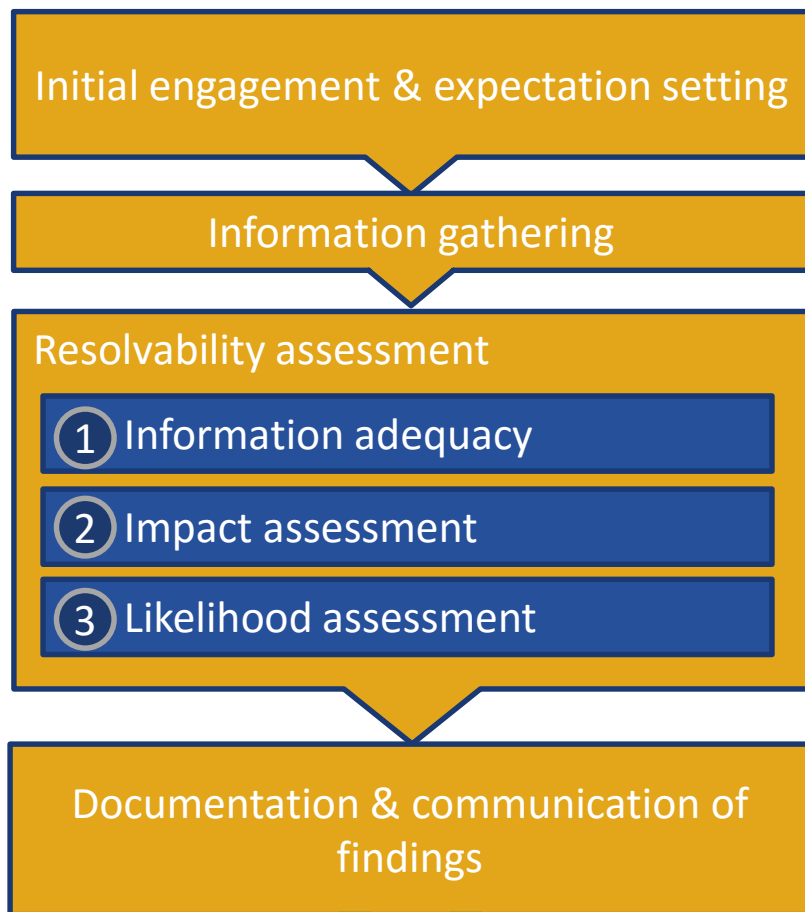 Initial engagement & expectation setting
Information gathering
Resolvability assessment
1 Information adequacy
2 Impact assessment
3 Likelihood assessment
Documentation & communication of
findings